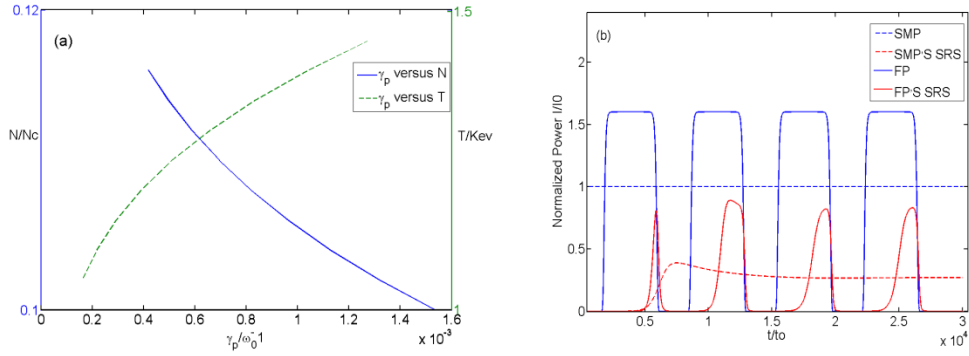 (a)
0.12
1.5
γp versus N
γp versus T
N/Nc
T/Kev
0.1
1
0 0.2 0.4 0.6 0.8 1 1.2 1.4 1.6
γp/ω0-1
x 10-3
(b)
SMP
SMP'S SRS
FP
FP'S SRS
Normalized Power I/I0
2
1.5
1
0.5
0
0.5 1 1.5 2 2.5 3
t/to
x 104